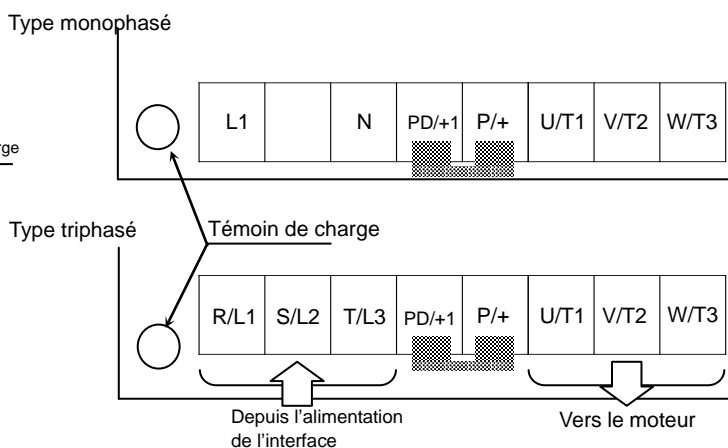 Type monophasé
L1 N PD/+1 P/+ U/T1 V/T2 W/T3
Type triphasé
Témoin de charge
R/L1 S/L2 T/L3 PD/+1 P/+ U/T1 V/T2 W/T3
Depuis l'alimentation
de l'interface
Vers le moteur